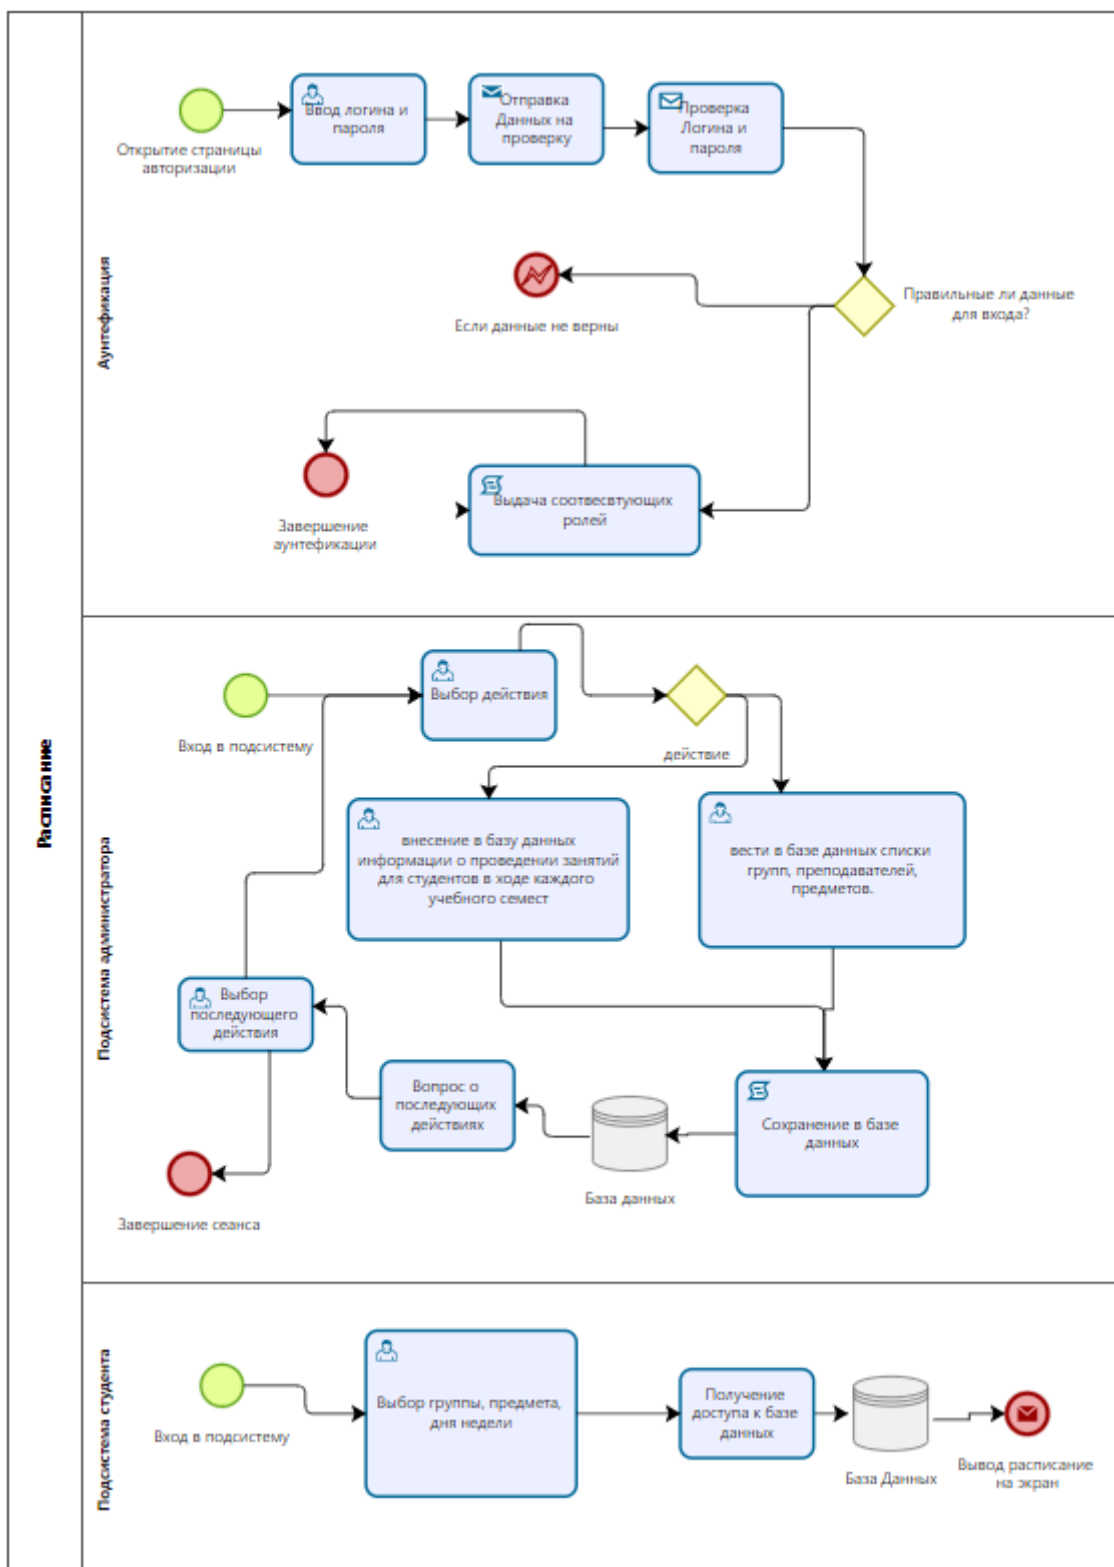 Расписание
Аунтефикация
Ввод логина и
пароля
Отправка
Данных на
проверку
Проверка
Логина и
пароля
Открытие страницы
авторизации
Правильные ли данные
для входа?
Если данные не верны
Выдача соотвесвтующих
ролей
Завершение
аунтефикации
Подсистема администратора
Выбор действия
Вход в подсистему
действие
внесение в базу данных
информации о проведении занятий
для студентов в ходе каждого
учебного семест
вести в базе данных списки
групп, преподавателей,
предметов.
Выбор
последующего
действия
Вопрос о
последующих
действиях
Сохранение в базе
данных
База данных
Завершение сеанса
Подсистема студента
Вход в подсистему
Выбор группы, предмета,
дня недели
Получение
доступа к базе
данных
База Данных
Вывод расписание
на экран